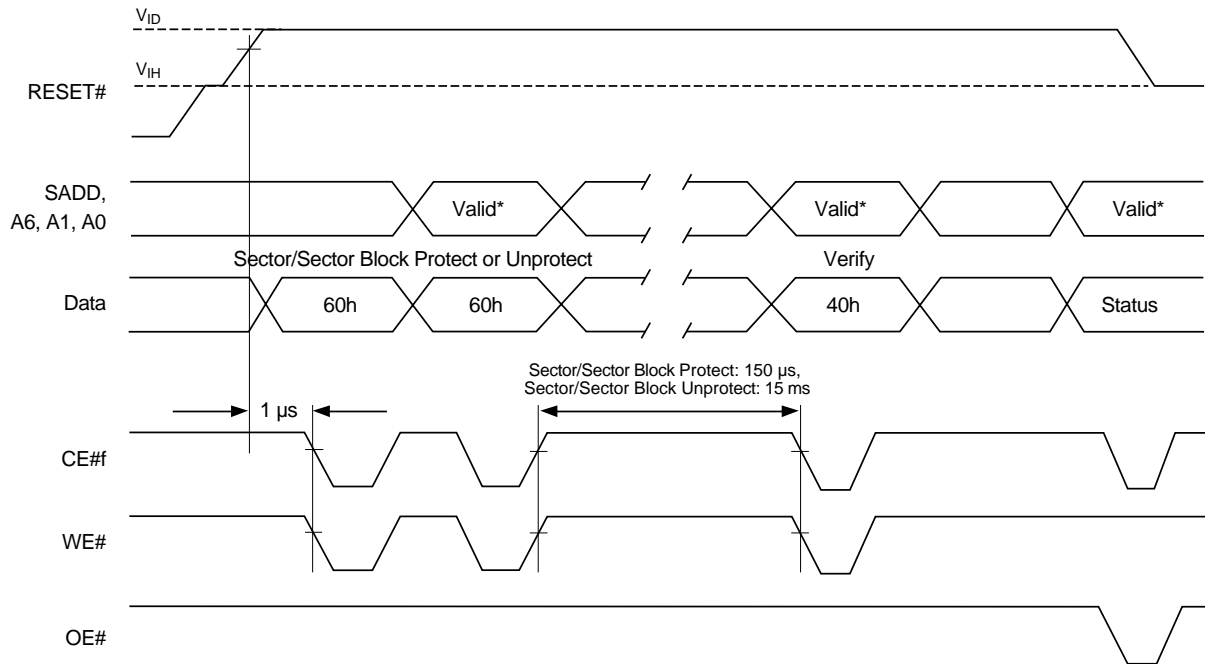 VID
VIH
RESET#
SADD,
A6, A1, A0
Valid*
Valid*
Valid*
Sector/Sector Block Protect or Unprotect
Verify
Data
60h
60h
40h
Status
Sector/Sector Block Protect: 150 µs,
Sector/Sector Block Unprotect: 15 ms
1 µs
CE#f
WE#
OE#